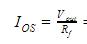 I_OS = V_out / R_f =